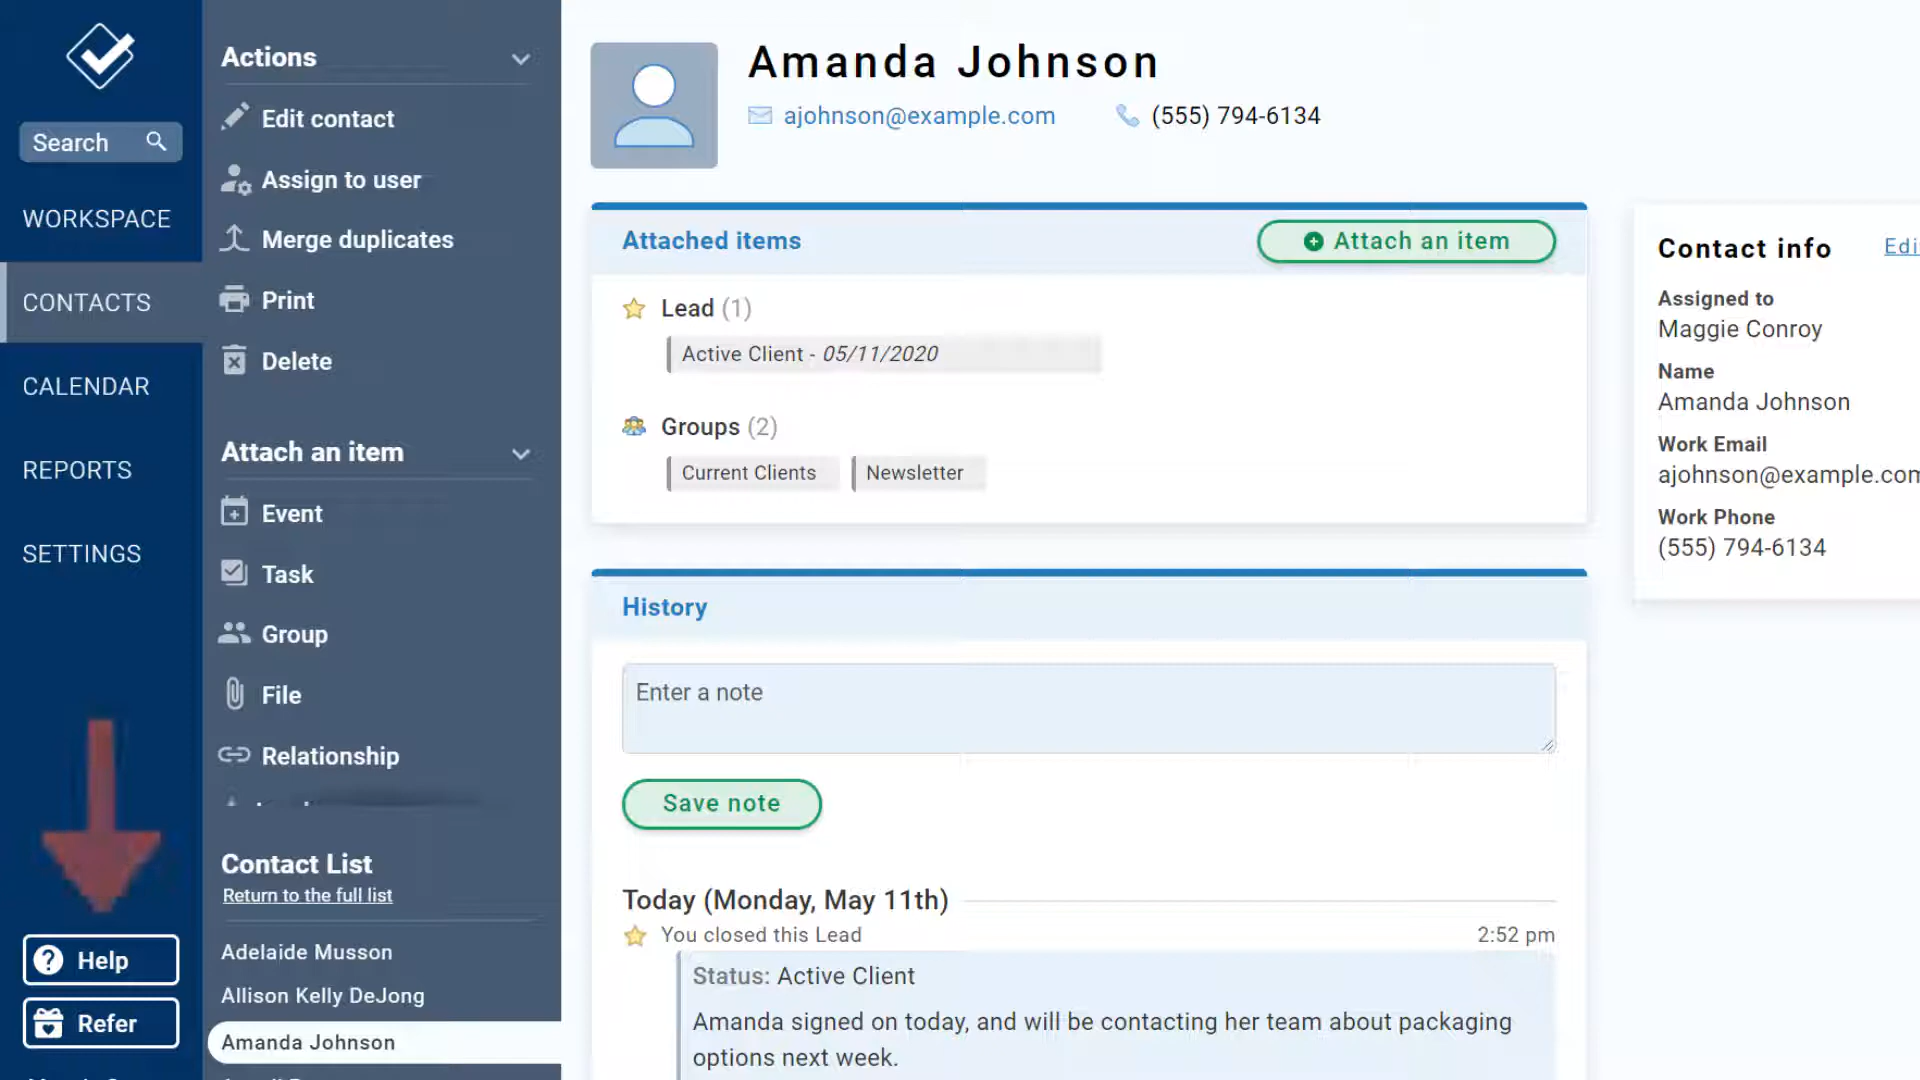 Search
WORKSPACE
CONTACTS
CALENDAR
REPORTS
SETTINGS
Help
Refer
Actions
Edit contact
Assign to user
Merge duplicates
Print
Delete
Attach an item
Event
Task
Group
File
Relationship
Contact List
Return to the full list
Adelaide Musson
Allison Kelly DeJong
Amanda Johnson
Amanda Johnson
ajohnson@example.com (555) 794-6134
Attached items
Attach an item
Lead (1)
Active Client - 05/11/2020
Groups (2)
Current Clients Newsletter
History
Enter a note
Save note
Today (Monday, May 11th)
You closed this Lead 2:52 pm
Status: Active Client
Amanda signed on today, and will be contacting her team about packaging
options next week.
Contact info
Assigned to
Maggie Conroy
Name
Amanda Johnson
Work Email
ajohnson@example.com
Work Phone
(555) 794-6134